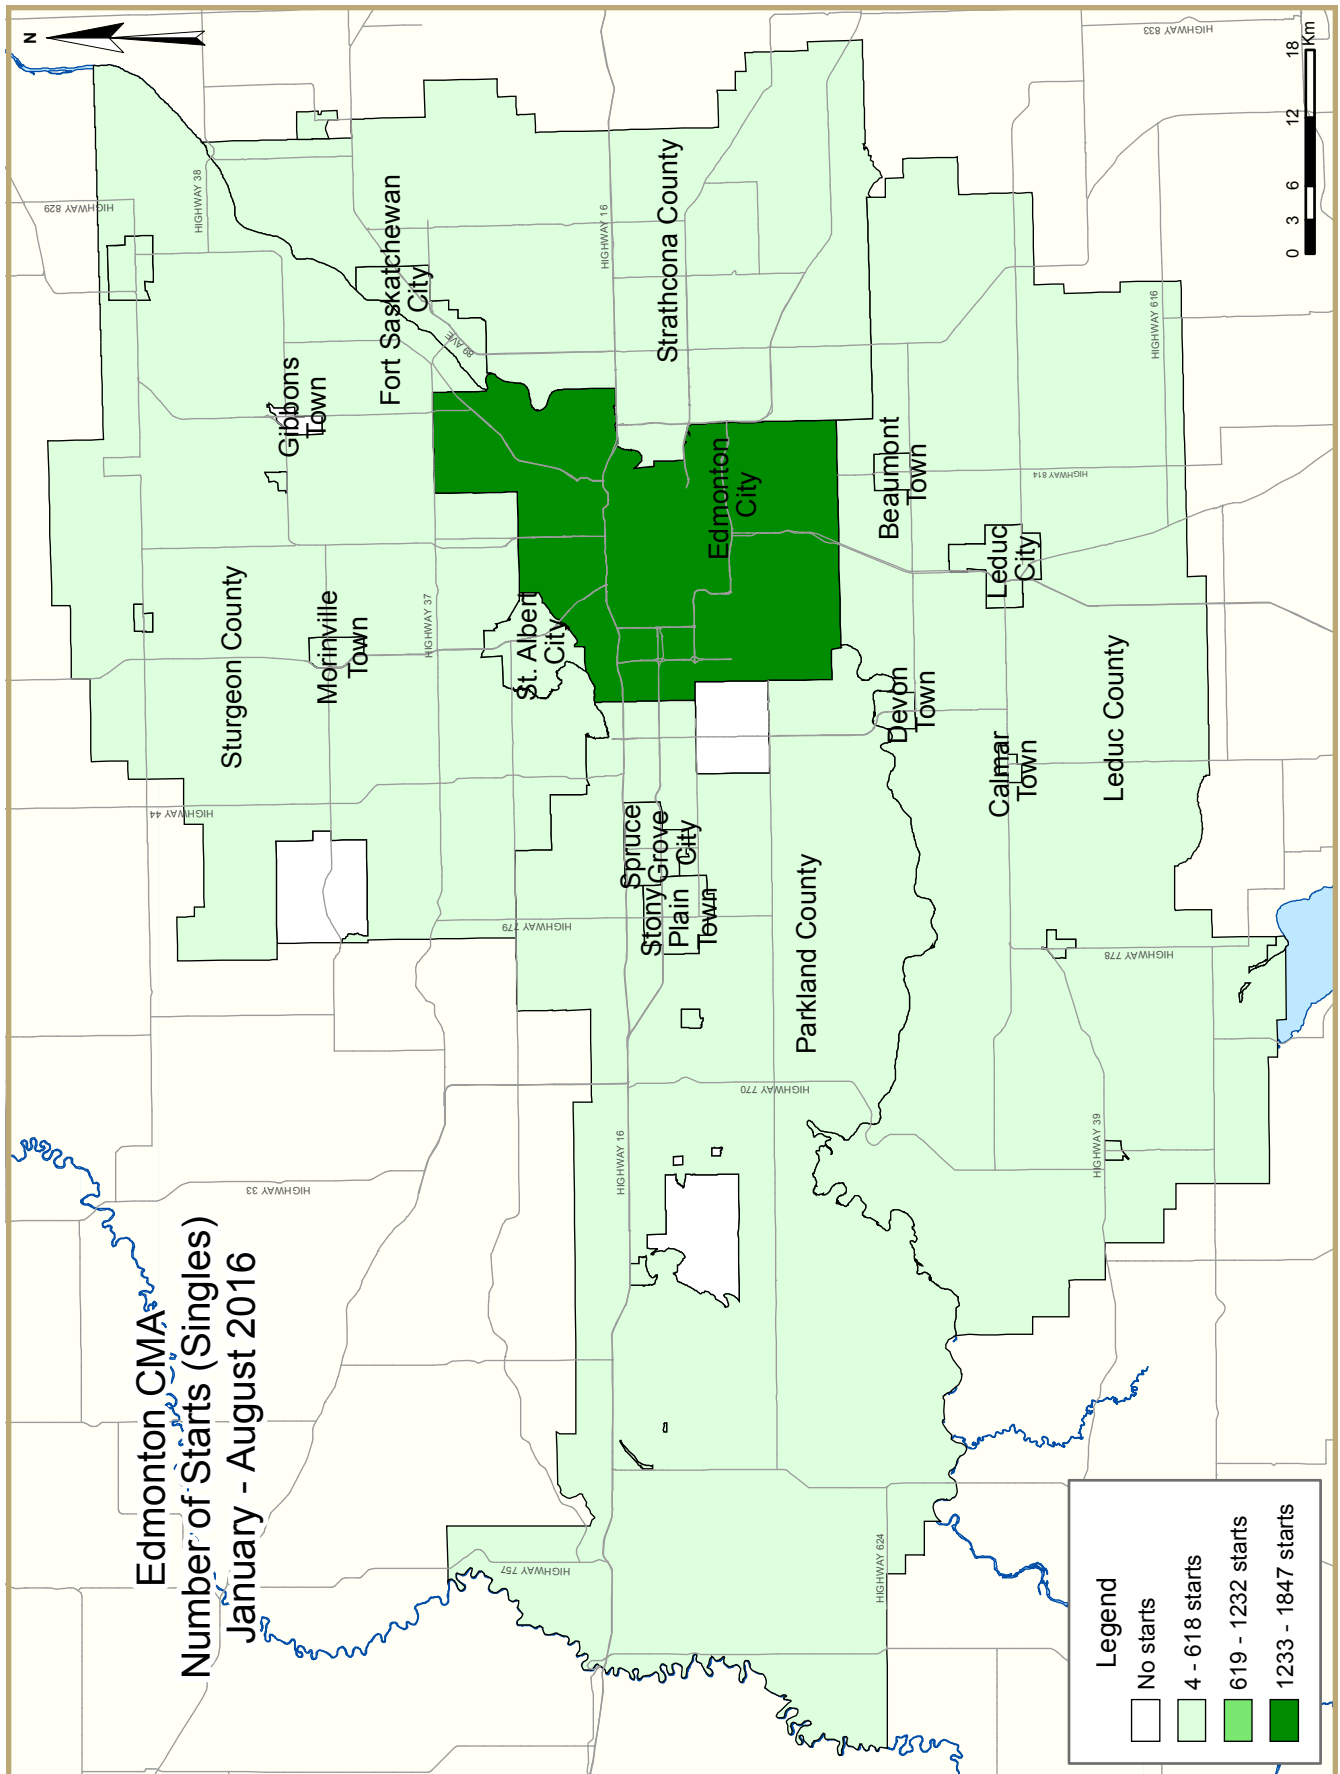 Edmonton CMA
Number of Starts (Singles)
January - August 2016
N
HIGHWAY 757
HIGHWAY 33
HIGHWAY 779
HIGHWAY 44
HIGHWAY 37
HIGHWAY 38
HIGHWAY 829
HIGHWAY 833
Sturgeon County
Morinville
Town
Gibbons
Town
Fort Saskatchewan
City
89 AVE
St. Albert
City
HIGHWAY 16
HIGHWAY 16
Spruce
Grove
City
Stony
Plain
Town
Edmonton
City
Strathcona County
Parkland County
HIGHWAY 770
HIGHWAY 624
Devon
Town
Beaumont
Town
Calmar
Town
Leduc
City
Leduc County
HIGHWAY 814
HIGHWAY 616
HIGHWAY 778
HIGHWAY 39
Legend
No starts
4 - 618 starts
619 - 1232 starts
1233 - 1847 starts
0 3 6 12 18
Km